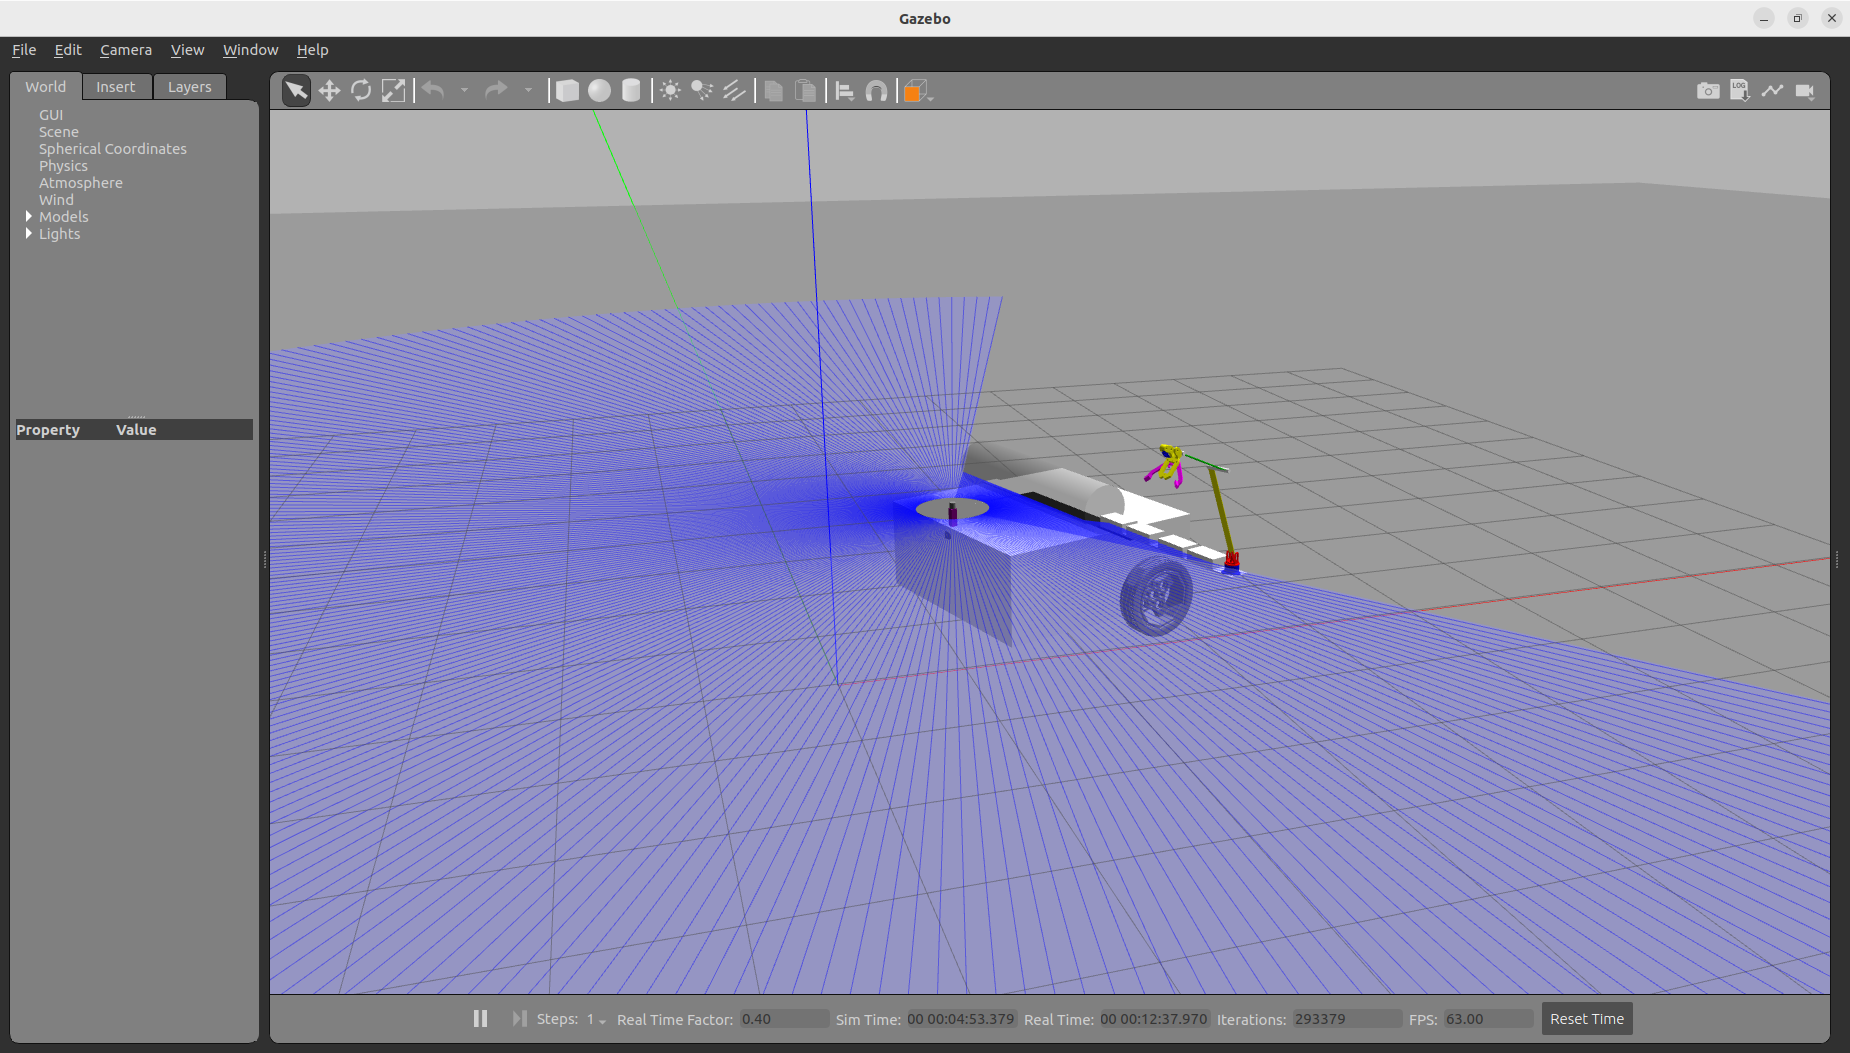 Gazebo
File Edit Camera View Window Help
World Insert Layers
LOG
GUI
Scene
Spherical Coordinates
Physics
Atmosphere
Wind
Models
Lights
Property Value
Steps: 1 Real Time Factor: 0.40 Sim Time: 00 00:04:53.379 Real Time: 00 00:12:37.970 Iterations: 293379 FPS: 63.00 Reset Time